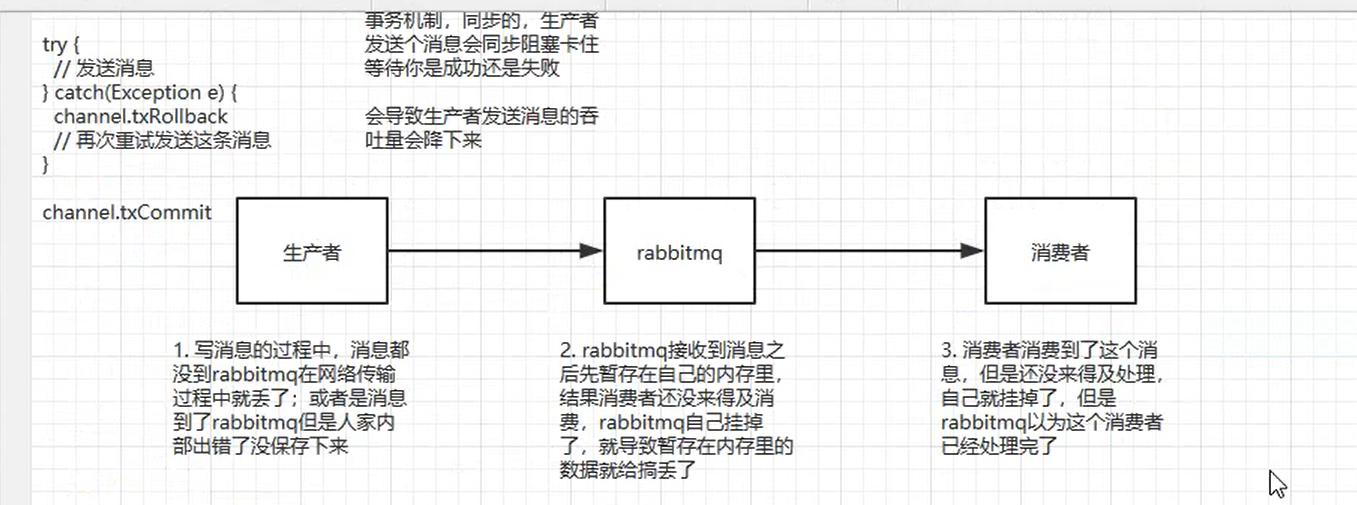 事务机制，同步的，生产者
发送个消息会同步阻塞卡住
等待你是成功还是失败
会导致生产者发送消息的吞
吐量会降下来
try {
// 发送消息
} catch(Exception e) {
channel.txRollback
// 再次重试发送这条消息
}
channel.txCommit
生产者
rabbitmq
消费者
1. 写消息的过程中，消息都
没到rabbitmq在网络传输
过程中就丢了；或者是消息
到了rabbitmq但是人家内
部出错了没保存下来
2. rabbitmq接收到消息之
后先暂存在自己的内存里，
结果消费者还没来得及消
费，rabbitmq自己挂掉
了，就导致暂存在内存里的
数据就给搞丢了
3. 消费者消费到了这个消
息，但是还没来得及处理，
自己就挂掉了，但是
rabbitmq以为这个消费者
已经处理完了